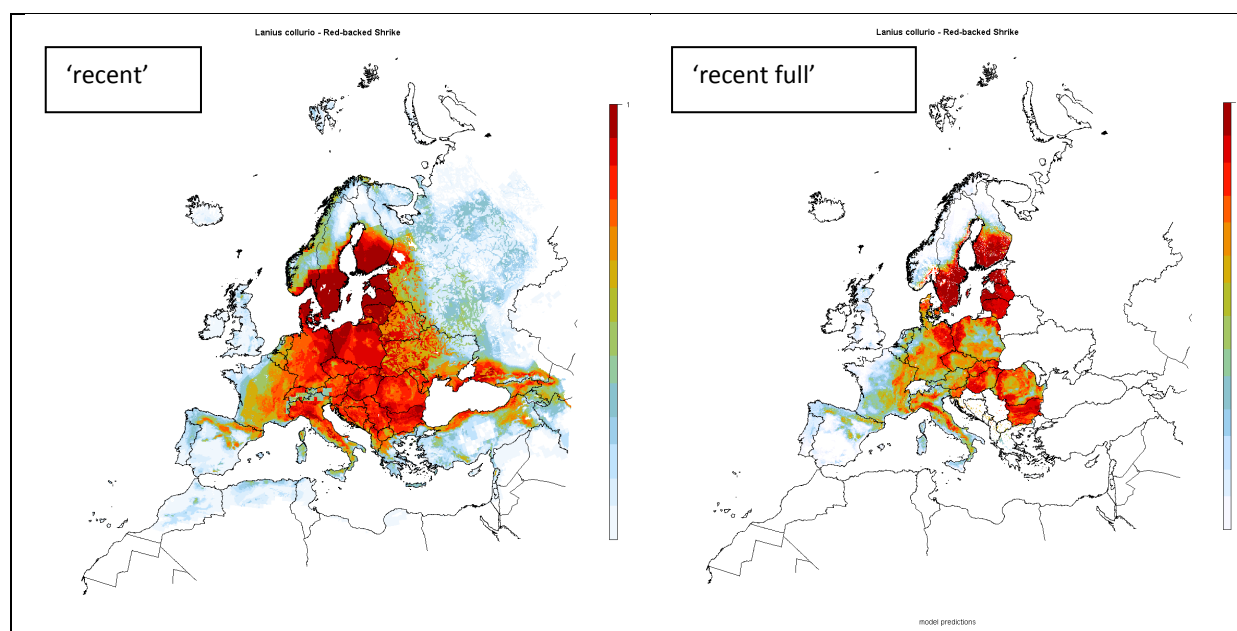 Lanius collurio - Red-backed Shrike
'recent'
1
Lanius collurio - Red-backed Shrike
'recent full'
model predictions